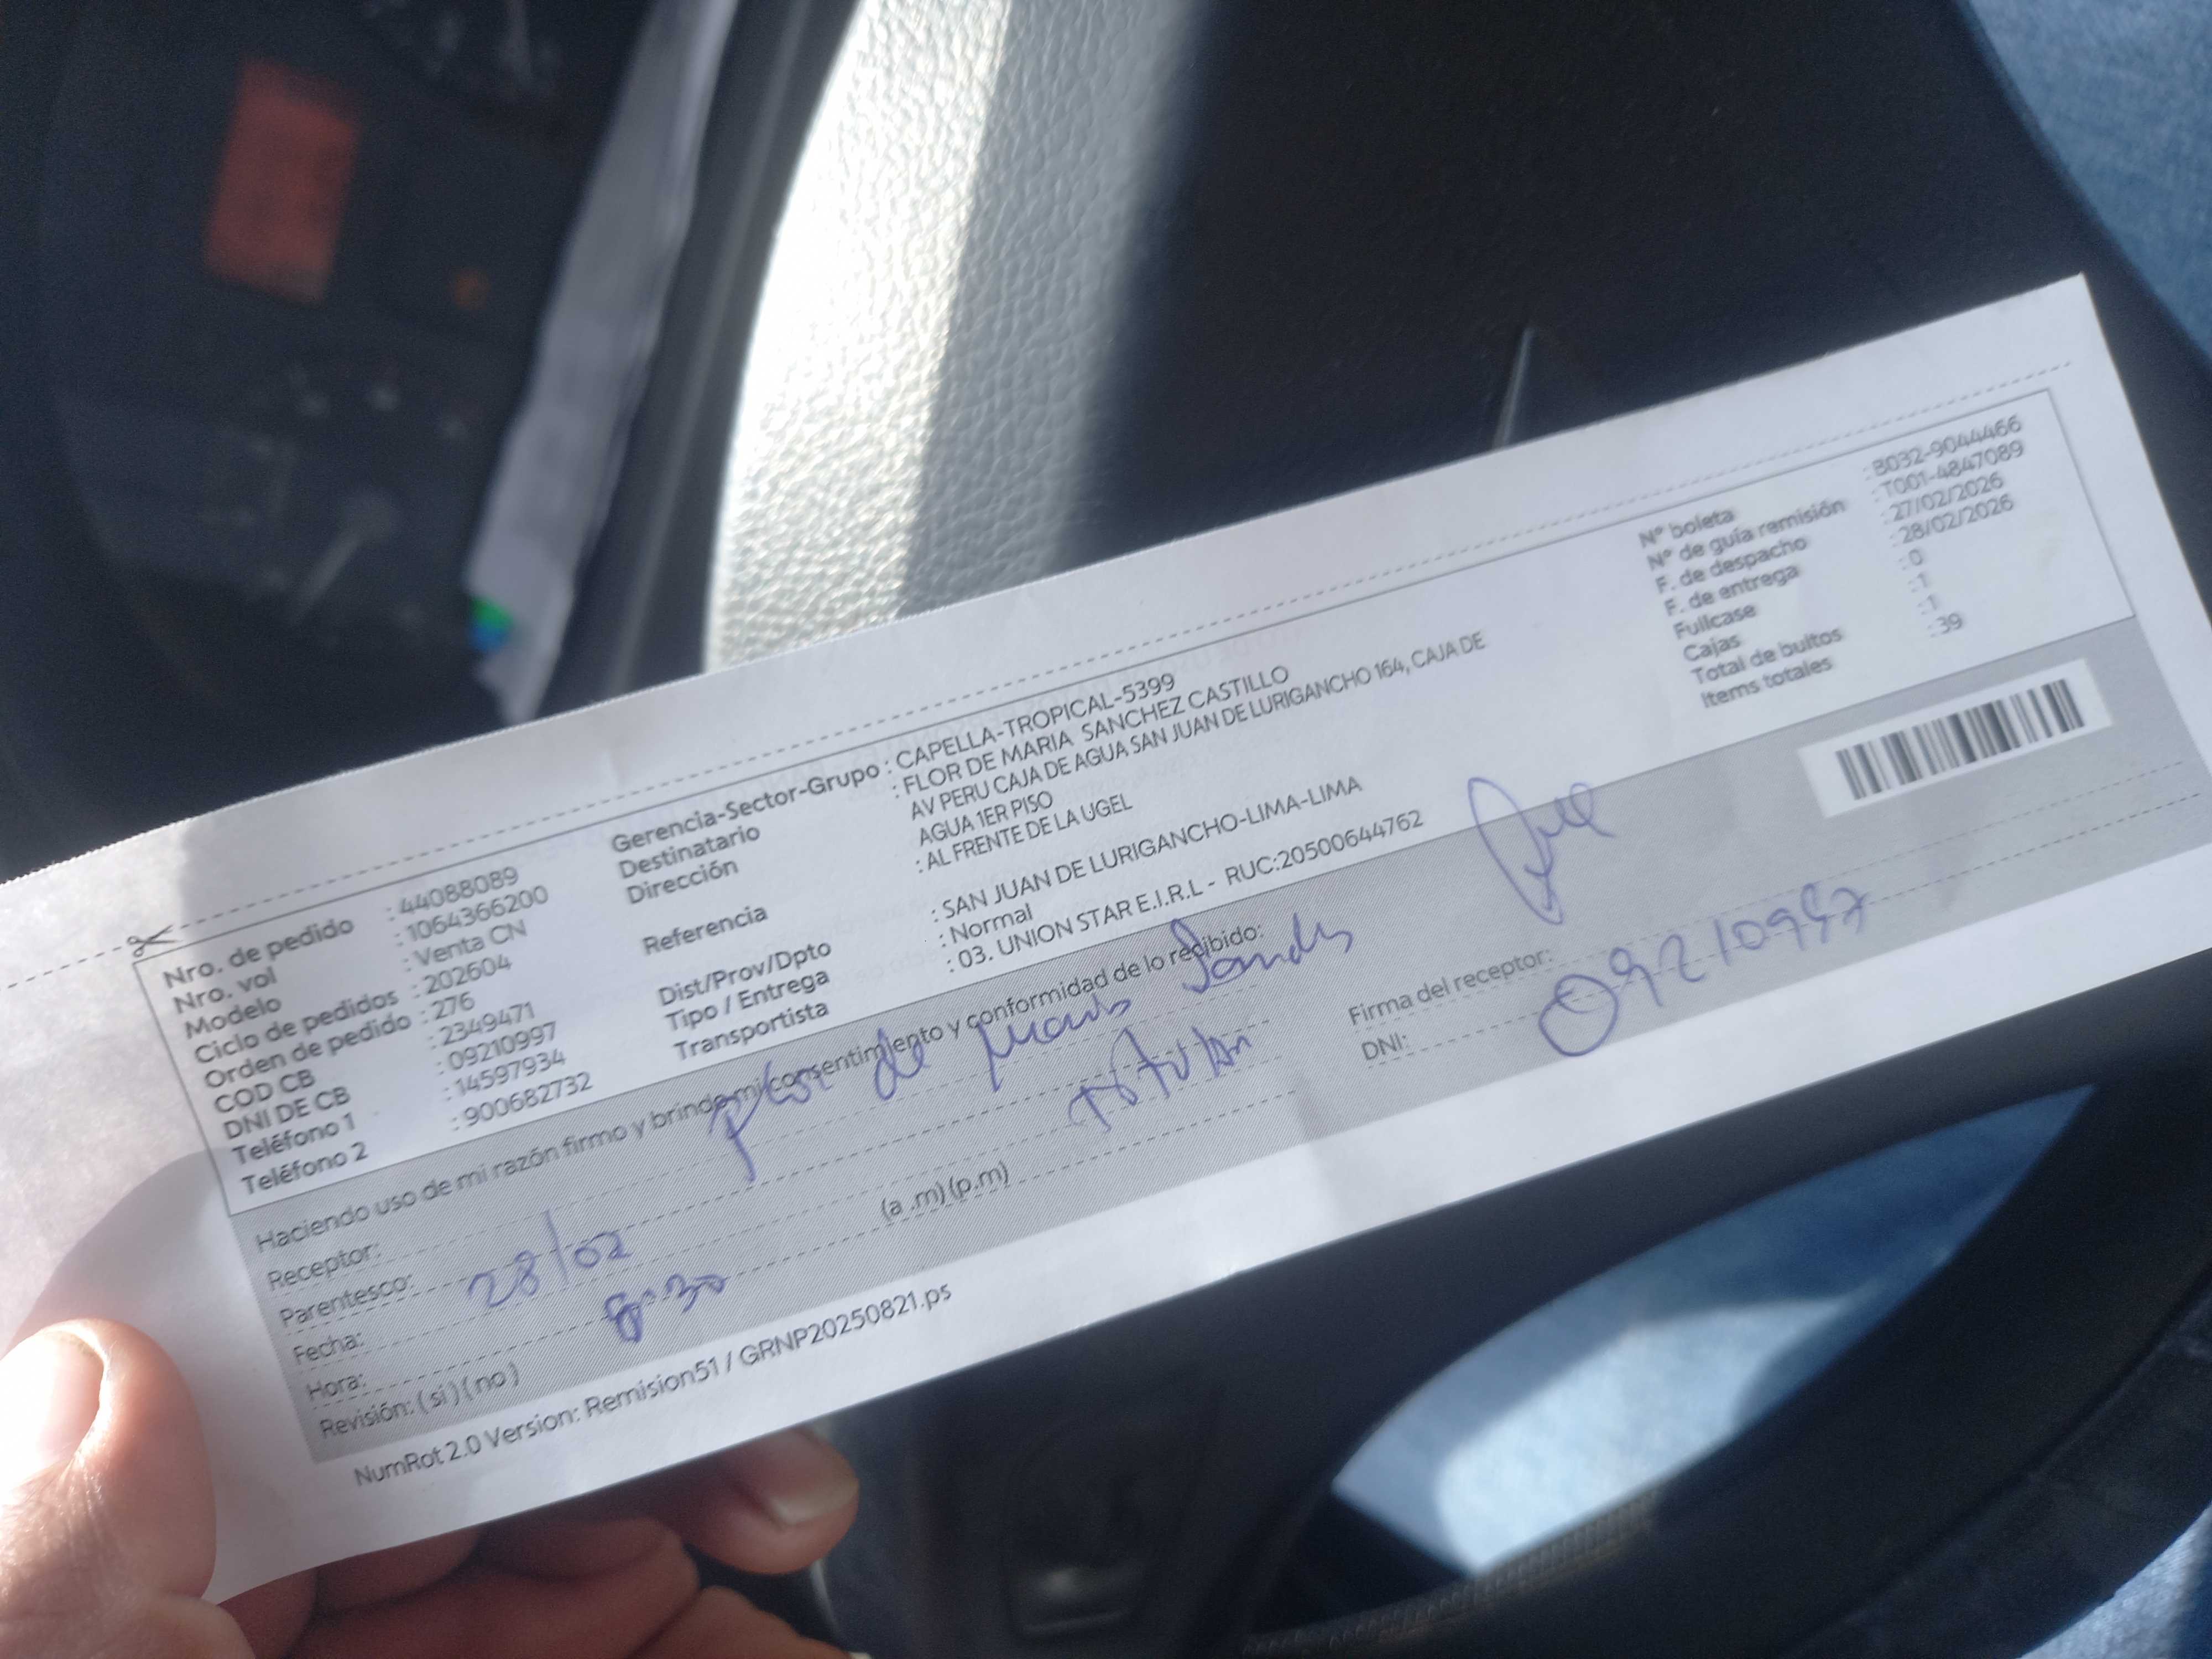 Nro. de pedido : 44088089
Nro. vol : 1064366200
Modelo : Venta CN
Ciclo de pedidos : 202604
Orden de pedido : 276
COD CB : 2349471
DNI DE CB : 09210997
Teléfono 1 : 14597934
Teléfono 2 : 900682732
Gerencia-Sector-Grupo : CAPELLA-TROPICAL-5399
Destinatario : FLOR DE MARIA SANCHEZ CASTILLO
Dirección AV PERU CAJA DE AGUA SAN JUAN DE LURIGANCHO 164, CAJA DE
AGUA 1ER PISO
Referencia : AL FRENTE DE LA UGEL
Dist/Prov/Dpto : SAN JUAN DE LURIGANCHO-LIMA-LIMA
Tipo / Entrega : Normal
Transportista : 03. UNION STAR E.I.R.L - RUC:20500644762
N° boleta : B032-9044466
N° de guía remisión : T001-4847089
F. de despacho : 27/02/2026
F. de entrega : 28/02/2026
Fullcase : 0
Cajas : 1
Total de bultos : 1
Items totales : 39
Haciendo uso de mi razón firmo y brindo mi consentimiento y conformidad de lo recibido:
Receptor: de
Parentesco: titular
Fecha: 28/02
Hora: 8:30 (a .m) (p.m)
Revisión: ( si ) ( no )
Firma del receptor:
DNI: 09210997
NumRot 2.0 Version: Remision51 / GRNP20250821.ps